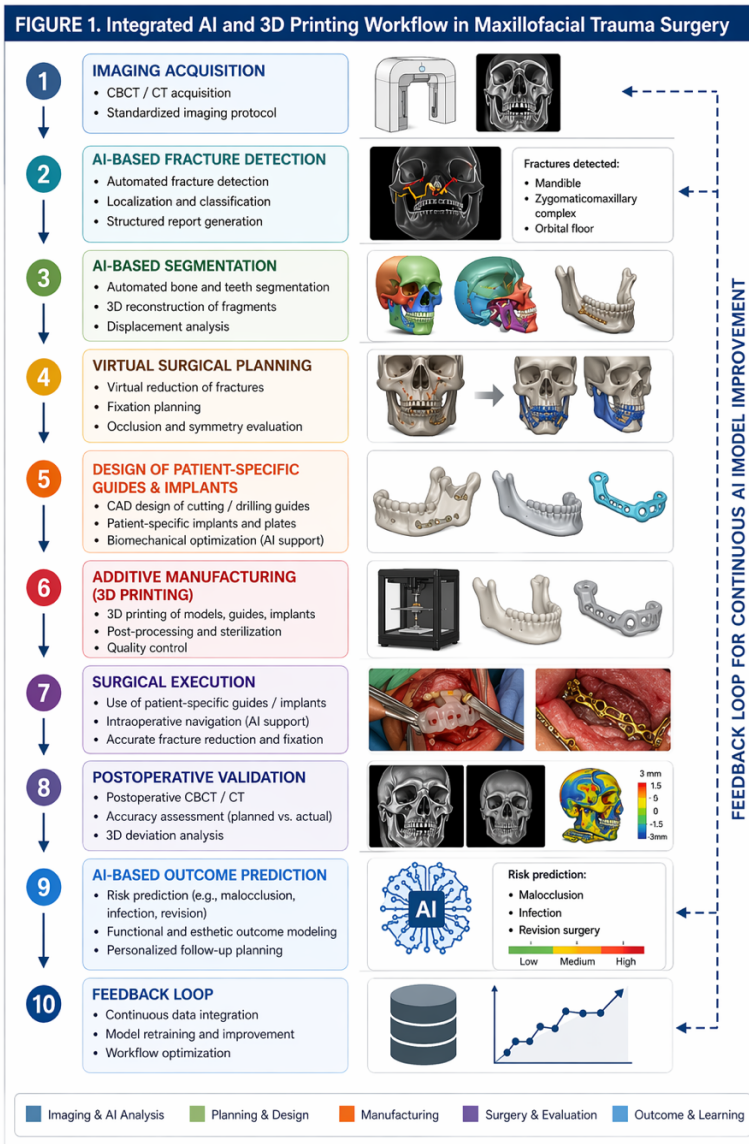 FIGURE 1. Integrated AI and 3D Printing Workflow in Maxillofacial Trauma Surgery
1
IMAGING ACQUISITION
• CBCT / CT acquisition
• Standardized imaging protocol
2
AI-BASED FRACTURE DETECTION
• Automated fracture detection
• Localization and classification
• Structured report generation
Fractures detected:
• Mandible
• Zygomaticomaxillary
complex
• Orbital floor
3
AI-BASED SEGMENTATION
• Automated bone and teeth segmentation
• 3D reconstruction of fragments
• Displacement analysis
4
VIRTUAL SURGICAL PLANNING
• Virtual reduction of fractures
• Fixation planning
• Occlusion and symmetry evaluation
5
DESIGN OF PATIENT-SPECIFIC
GUIDES & IMPLANTS
• CAD design of cutting / drilling guides
• Patient-specific implants and plates
• Biomechanical optimization (AI support)
6
ADDITIVE MANUFACTURING
(3D PRINTING)
• 3D printing of models, guides, implants
• Post-processing and sterilization
• Quality control
7
SURGICAL EXECUTION
• Use of patient-specific guides / implants
• Intraoperative navigation (AI support)
• Accurate fracture reduction and fixation
8
POSTOPERATIVE VALIDATION
• Postoperative CBCT / CT
• Accuracy assessment (planned vs. actual)
• 3D deviation analysis
3 mm
1.5
5
0
-1.5
-3mm
9
AI-BASED OUTCOME PREDICTION
• Risk prediction (e.g., malocclusion,
infection, revision)
• Functional and esthetic outcome modeling
• Personalized follow-up planning
AI
Risk prediction:
• Malocclusion
• Infection
• Revision surgery
Low Medium High
10
FEEDBACK LOOP
• Continuous data integration
• Model retraining and improvement
• Workflow optimization
FEEDBACK LOOP FOR CONTINUOUS AI IMODEL IMPROVEMENT
Imaging & AI Analysis
Planning & Design
Manufacturing
Surgery & Evaluation
Outcome & Learning